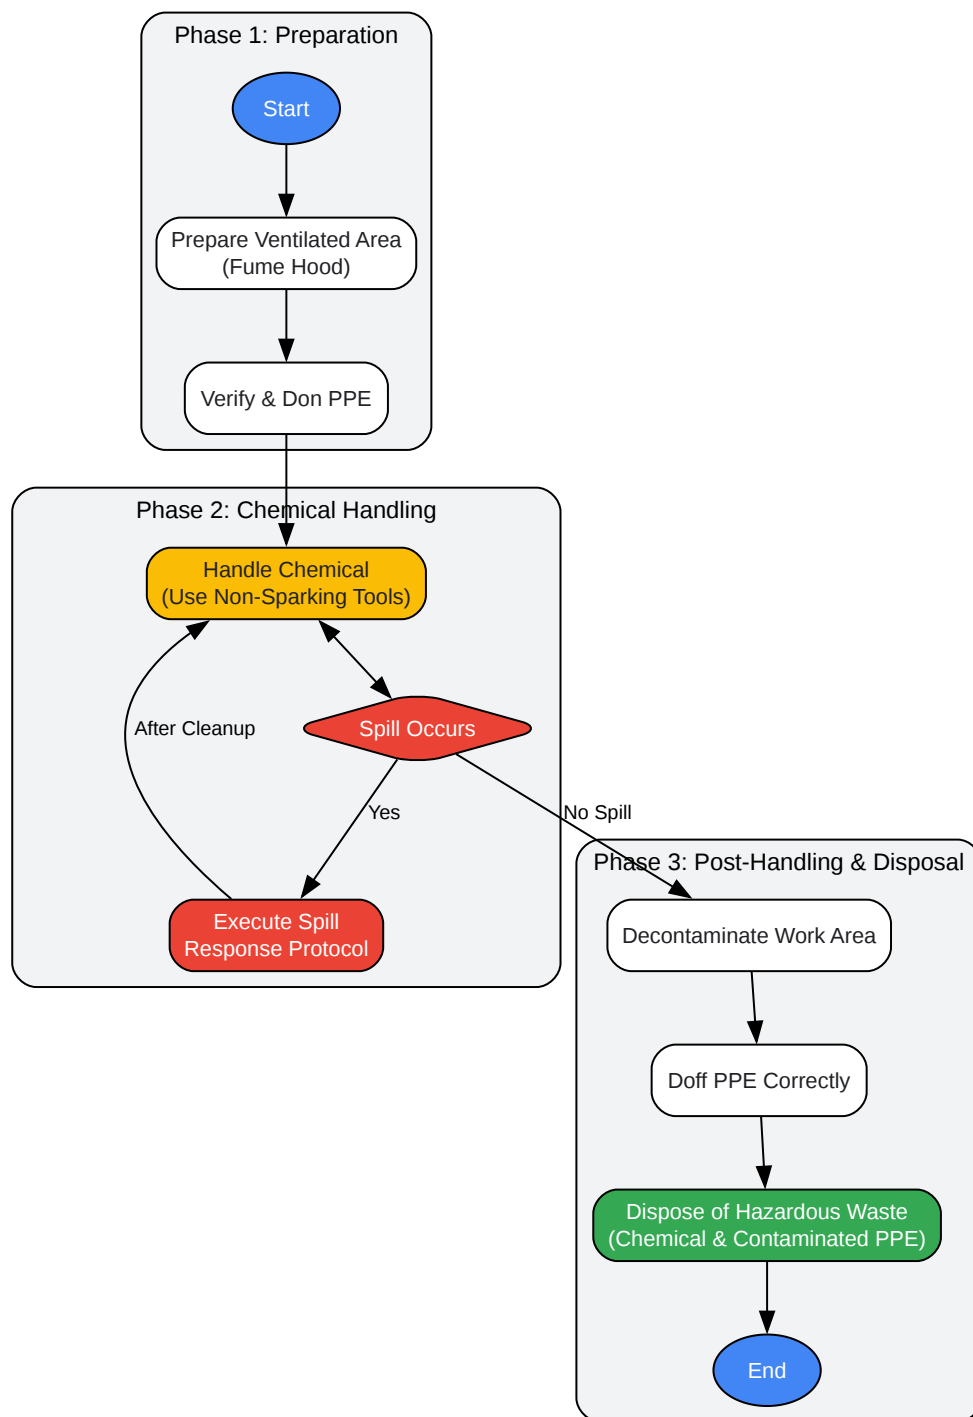 Phase 1: Preparation
Start
Prepare Ventilated Area
(Fume Hood)
Verify & Don PPE
Phase 2: Chemical Handling
Handle Chemical
(Use Non-Sparking Tools)
After Cleanup
Spill Occurs
Yes
No Spill
Execute Spill
Response Protocol
Phase 3: Post-Handling & Disposal
Decontaminate Work Area
Doff PPE Correctly
Dispose of Hazardous Waste
(Chemical & Contaminated PPE)
End